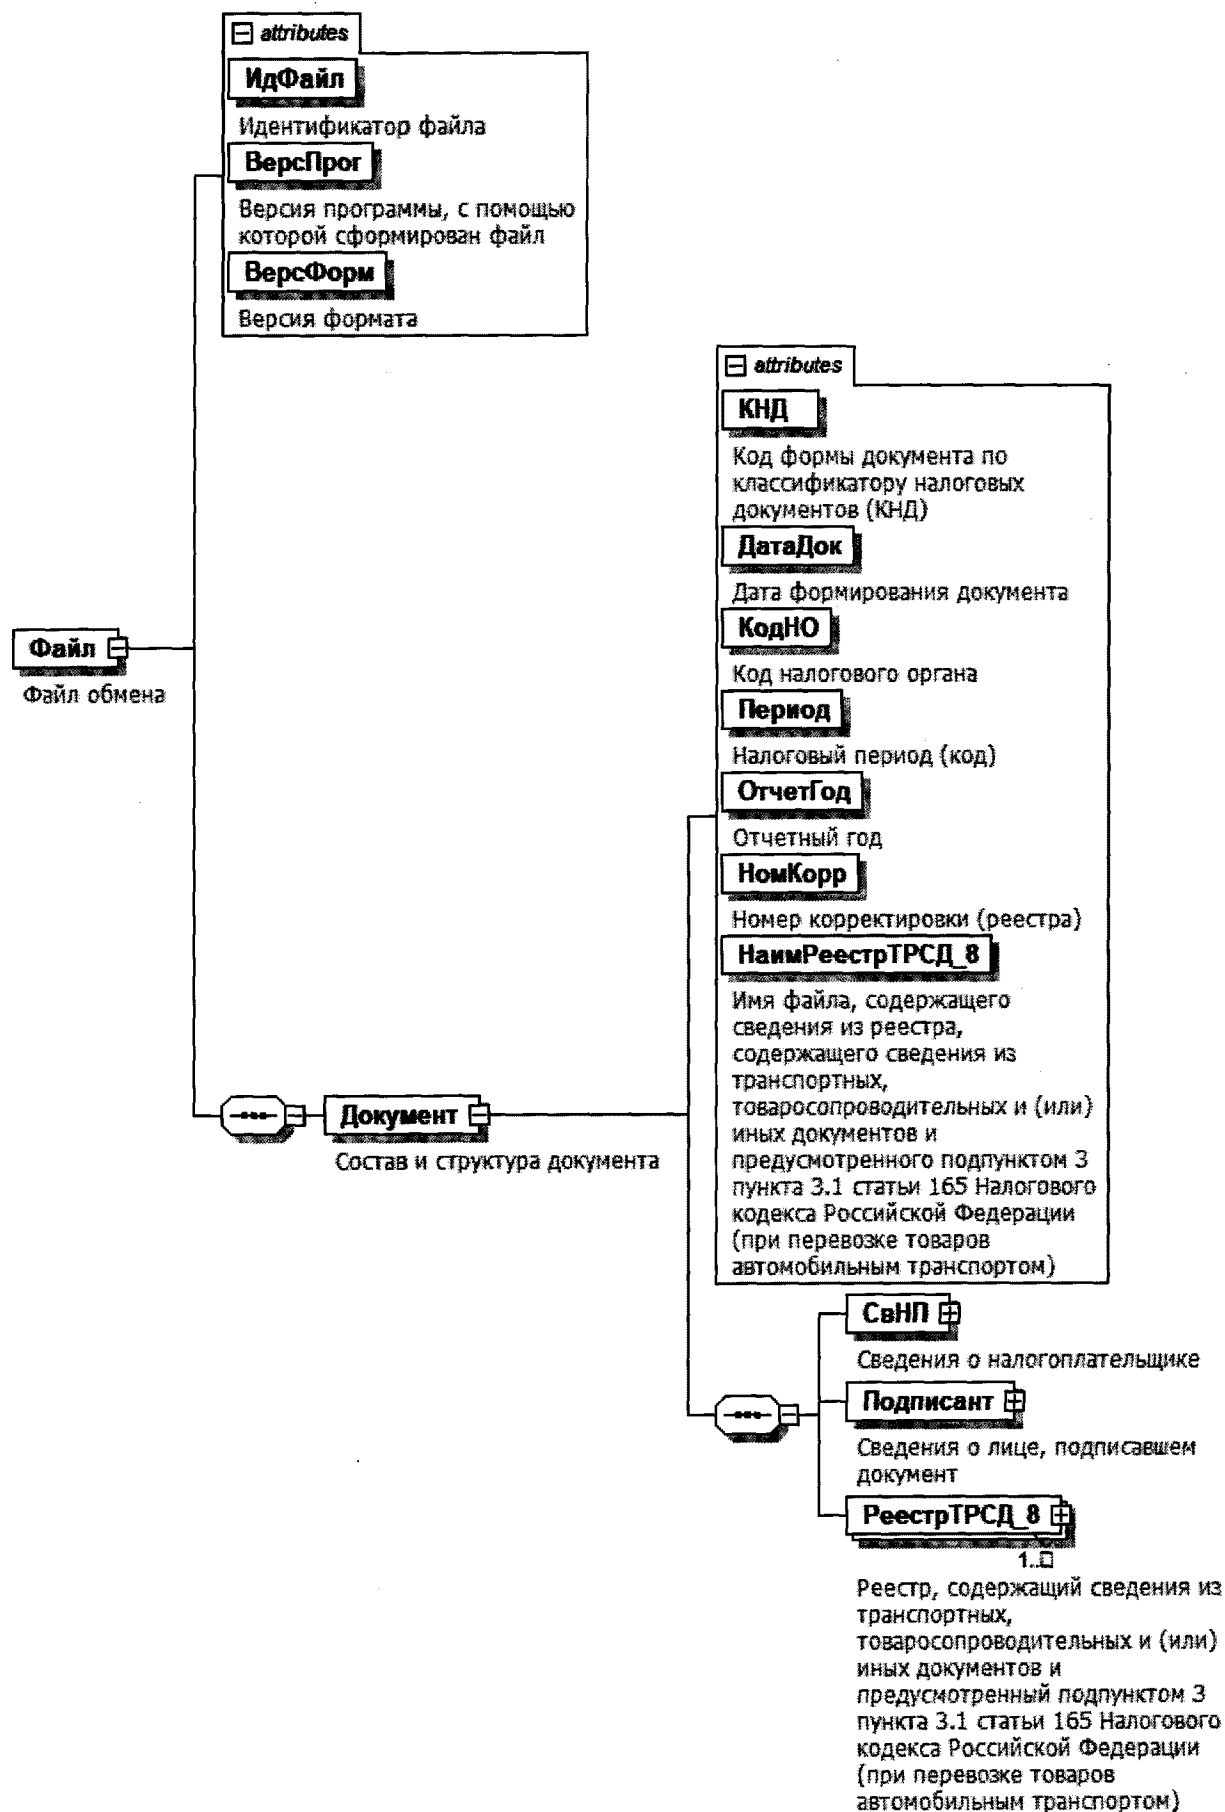 attributes
ИдФайл
Идентификатор файла
ВерсПрог
Версия программы, с помощью
которой сформирован файл
ВерсФорм
Версия формата
attributes
КНД
Код формы документа по
классификатору налоговых
документов (КНД)
ДатаДок
Дата формирования документа
КодНО
Код налогового органа
Период
Налоговый период (код)
ОтчетГод
Отчетный год
НомКорр
Номер корректировки (реестра)
НаимРеестрТРСД_8
Имя файла, содержащего
сведения из реестра,
содержащего сведения из
транспортных,
товаросопроводительных и (или)
иных документов и
предусмотренного подпунктом 3
пункта 3.1 статьи 165 Налогового
кодекса Российской Федерации
(при перевозке товаров
автомобильным транспортом)
Файл
Файл обмена
Документ
Состав и структура документа
СвНП
Сведения о налогоплательщике
Подписант
Сведения о лице, подписавшем
документ
РеестрТРСД_8
1..□
Реестр, содержащий сведения из
транспортных,
товаросопроводительных и (или)
иных документов и
предусмотренный подпунктом 3
пункта 3.1 статьи 165 Налогового
кодекса Российской Федерации
(при перевозке товаров
автомобильным транспортом)